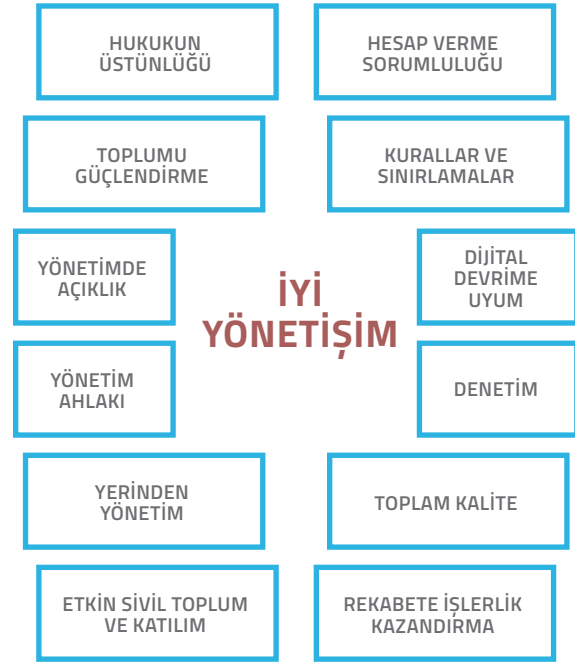 HUKUKUN
ÜSTÜNLÜĞÜ
HESAP VERME
SORUMLULUĞU
TOPLUMU
GÜÇLENDİRME
KURALLAR VE
SINIRLAMALAR
YÖNETİMDE
AÇIKLIK
İYİ
YÖNETİŞİM
DİJİTAL
DEVRİME
UYUM
YÖNETİM
AHLAKI
DENETİM
YERİNDEN
YÖNETİM
TOPLAM KALİTE
ETKİN SİVİL TOPLUM
VE KATILIM
REKABETE İŞLERLİK
KAZANDIRMA